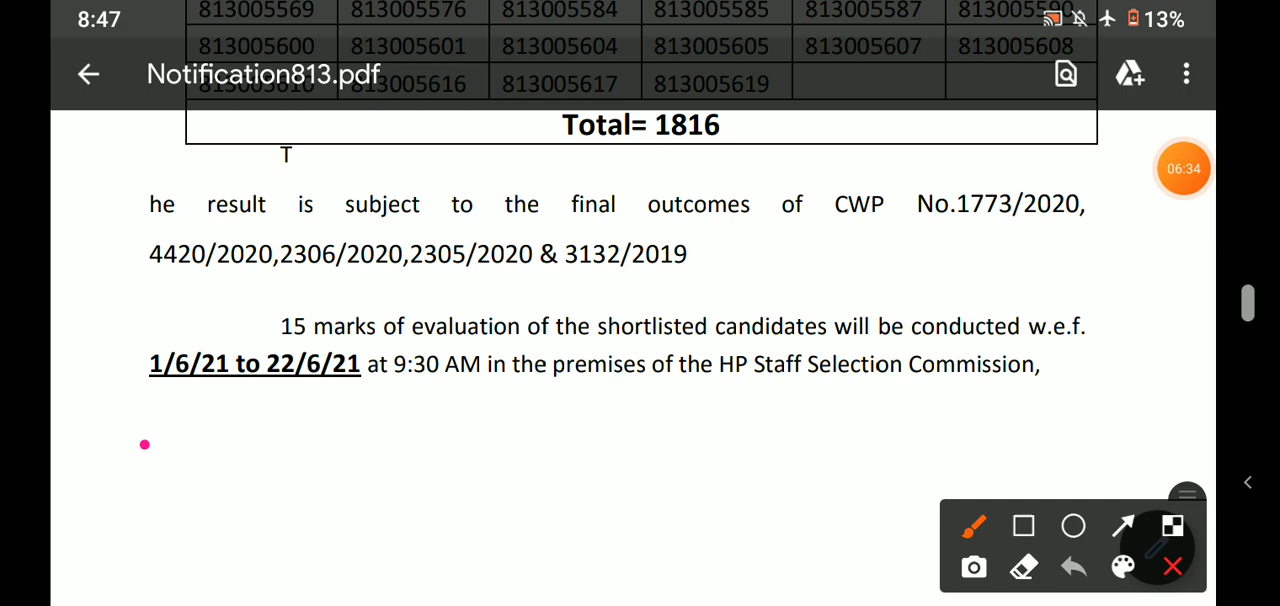 8:47
13%
Notification813.pdf
813005569 813005576 813005584 813005585 813005587
813005600 813005601 813005604 813005605 813005607 813005608
813005610 813005616 813005617 813005619
Total= 1816
T
06:34
he result is subject to the final outcomes of CWP No.1773/2020,
4420/2020,2306/2020,2305/2020 & 3132/2019
15 marks of evaluation of the shortlisted candidates will be conducted w.e.f.
1/6/21 to 22/6/21 at 9:30 AM in the premises of the HP Staff Selection Commission,